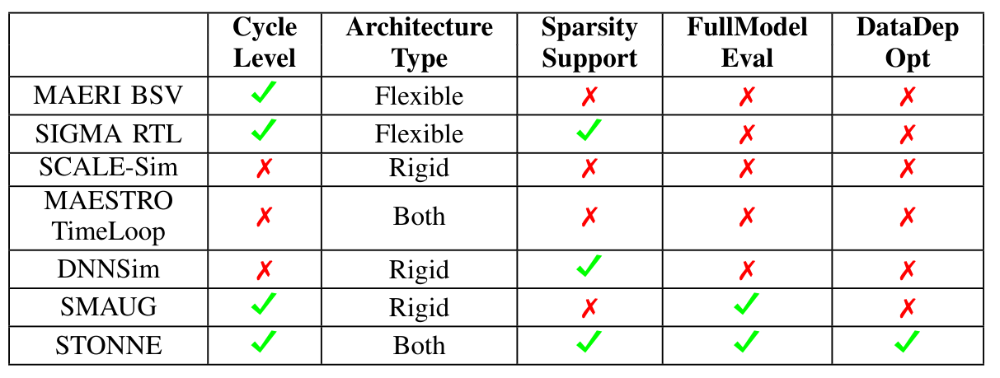 Cycle Level Architecture Type Sparsity Support FullModel Eval DataDep Opt
MAERI BSV ✓ Flexible ✗ ✗ ✗
SIGMA RTL ✓ Flexible ✓ ✗ ✗
SCALE-Sim ✗ Rigid ✗ ✗ ✗
MAESTRO
TimeLoop ✗ Both ✗ ✗ ✗
DNNSim ✗ Rigid ✓ ✗ ✗
SMAUG ✓ Rigid ✗ ✓ ✗
STONNE ✓ Both ✓ ✓ ✓